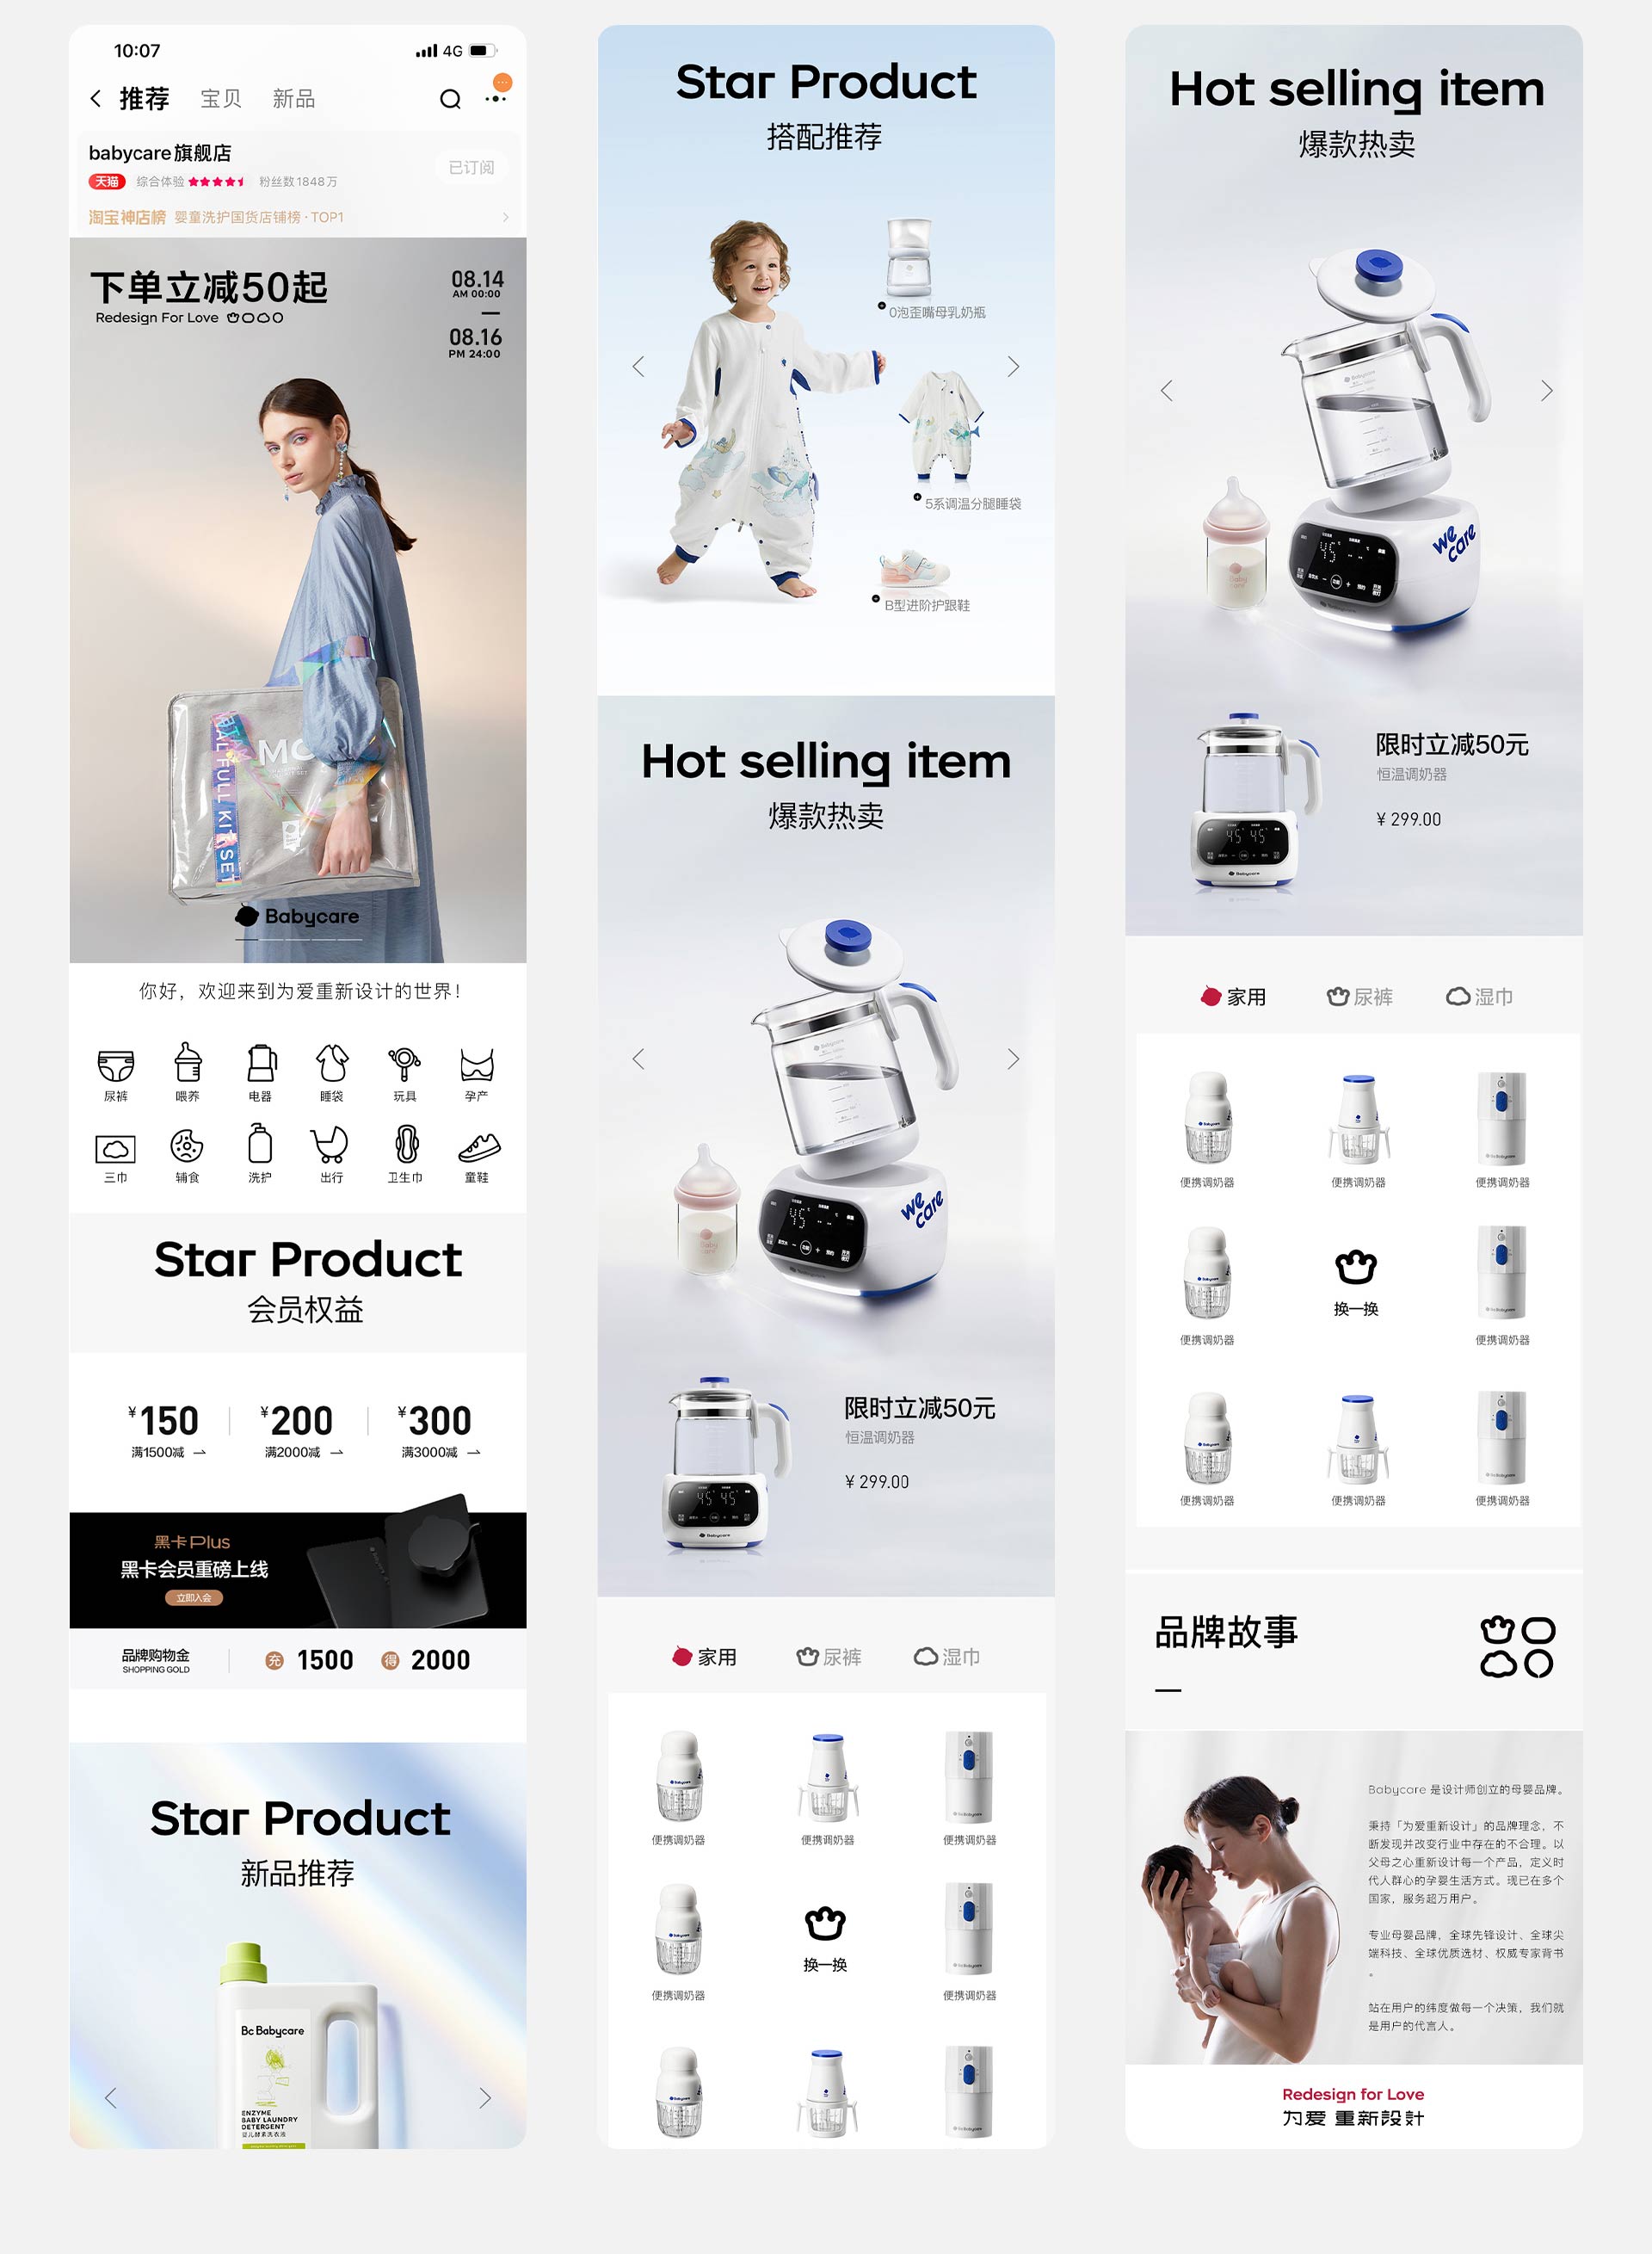 10:07
4G
推荐 宝贝 新品
babycare旗舰店
已订阅
天猫 综合体验 粉丝数1848万
淘宝神店榜 婴童洗护国货店铺榜·TOP1
下单立减50起
Redesign For Love
08.14
AM 00:00
08.16
PM 24:00
MO
AL FULL KIT SET
Babycare
你好，欢迎来到为爱重新设计的世界！
尿裤 喂养 电器 睡袋 玩具 孕产
三巾 辅食 洗护 出行 卫生巾 童鞋
Star Product
会员权益
¥150 ¥200 ¥300
满1500减 满2000减 满3000减
黑卡Plus
黑卡会员重磅上线
立即入会
品牌购物金
SHOPPING GOLD
充 1500 得 2000
Star Product
新品推荐
Bc Babycare
ENZYME
BABY LAUNDRY
DETERGENT
婴儿酵素洗衣液
Star Product
搭配推荐
0泡歪嘴母乳奶瓶
5系调温分腿睡袋
B型进阶护跟鞋
Hot selling item
爆款热卖
Babycare
we
care
Baby
care
45
限时立减50元
恒温调奶器
¥ 299.00
45 45
Babycare
家用 尿裤 湿巾
便携调奶器 便携调奶器 便携调奶器
换一换
便携调奶器 便携调奶器
Hot selling item
爆款热卖
Babycare
we
care
Baby
care
45
限时立减50元
恒温调奶器
¥ 299.00
45 45
Babycare
家用 尿裤 湿巾
便携调奶器 便携调奶器 便携调奶器
换一换
便携调奶器 便携调奶器
便携调奶器 便携调奶器 便携调奶器
品牌故事
Babycare 是设计师创立的母婴品牌。
秉持「为爱重新设计」的品牌理念，不
断发现并改变行业中存在的不合理。以
父母之心重新设计每一个产品，定义时
代人群心的孕婴生活方式。现已在多个
国家，服务超万用户。
专业母婴品牌，全球先锋设计、全球尖
端科技、全球优质选材、权威专家背书
。
站在用户的纬度做每一个决策，我们就
是用户的代言人。
Redesign for Love
为爱 重新設計